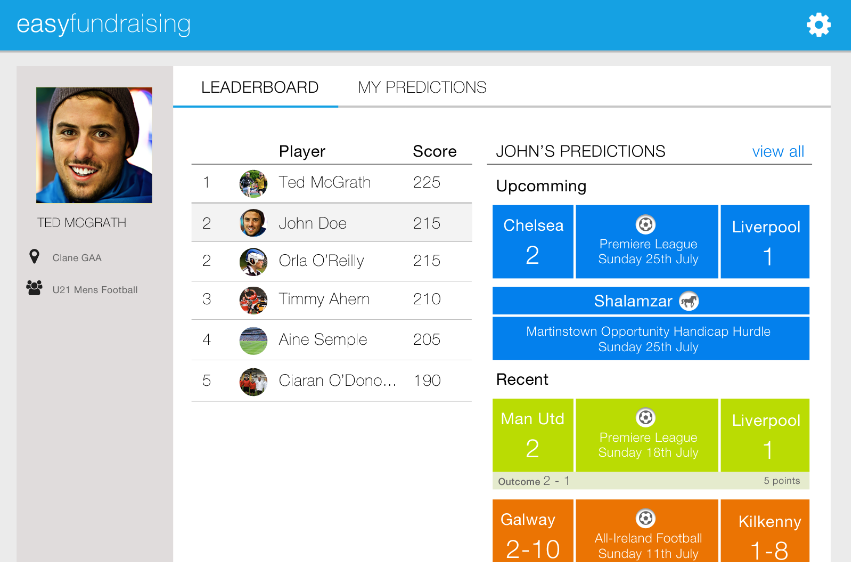 easyfundraising
LEADERBOARD
MY PREDICTIONS
TED MCGRATH
Clane GAA
U21 Mens Football
Player Score
1 Ted McGrath 225
2 John Doe 215
2 Orla O'Reilly 215
3 Timmy Ahern 210
4 Aine Semple 205
5 Ciaran O'Dono... 190
JOHN'S PREDICTIONS view all
Upcomming
Chelsea
2
Premiere League
Sunday 25th July
Liverpool
1
Shalamzar
Martinstown Opportunity Handicap Hurdle
Sunday 25th July
Recent
Man Utd
2
Premiere League
Sunday 18th July
Liverpool
1
Outcome 2 - 1 5 points
Galway
2-10
All-Ireland Football
Sunday 11th July
Kilkenny
1-8